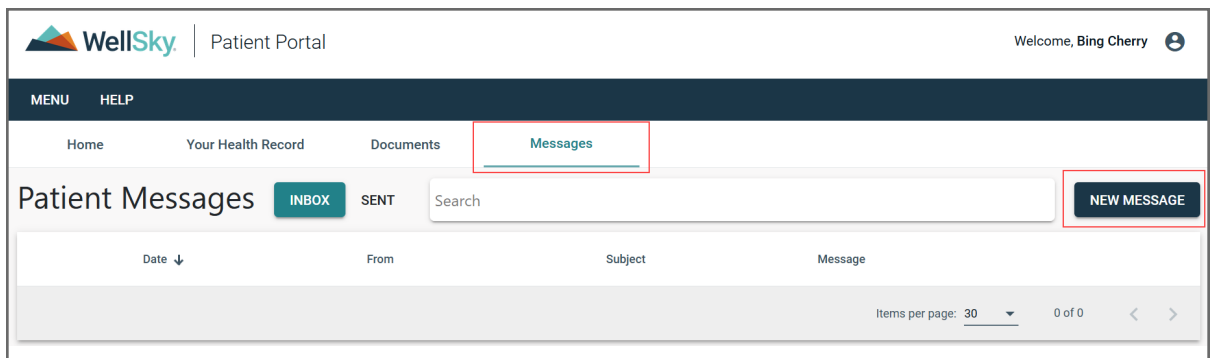 WellSky. Patient Portal Welcome, Bing Cherry
MENU HELP
Home Your Health Record Documents Messages
Patient Messages INBOX SENT Search NEW MESSAGE
Date From Subject Message
Items per page: 30 0 of 0